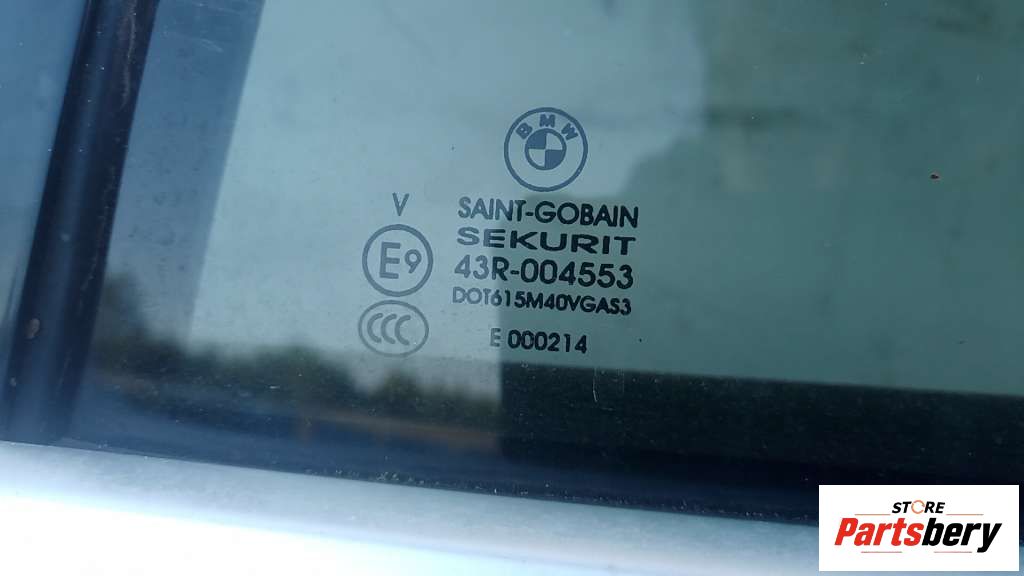 BMW
V
SAINT-GOBAIN
SEKURIT
E9
43R-004553
DOT615M40VGAS3
CCC
E 000214
STORE
Partsbery